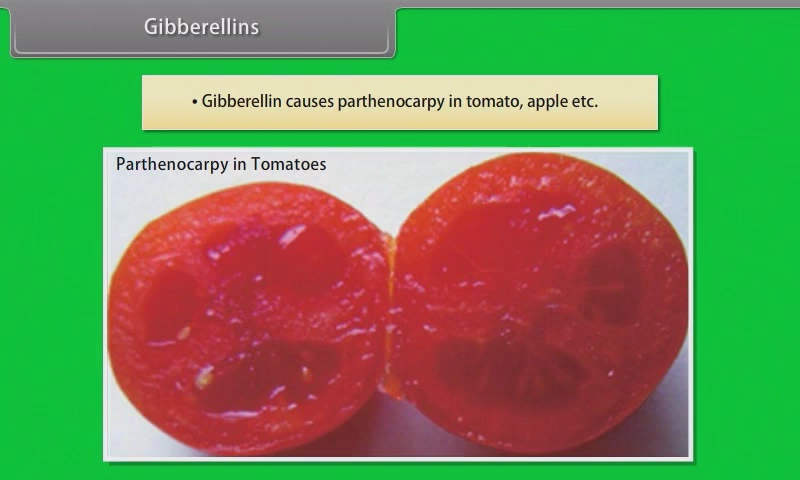 Gibberellins
• Gibberellin causes parthenocarpy in tomato, apple etc.
Parthenocarpy in Tomatoes